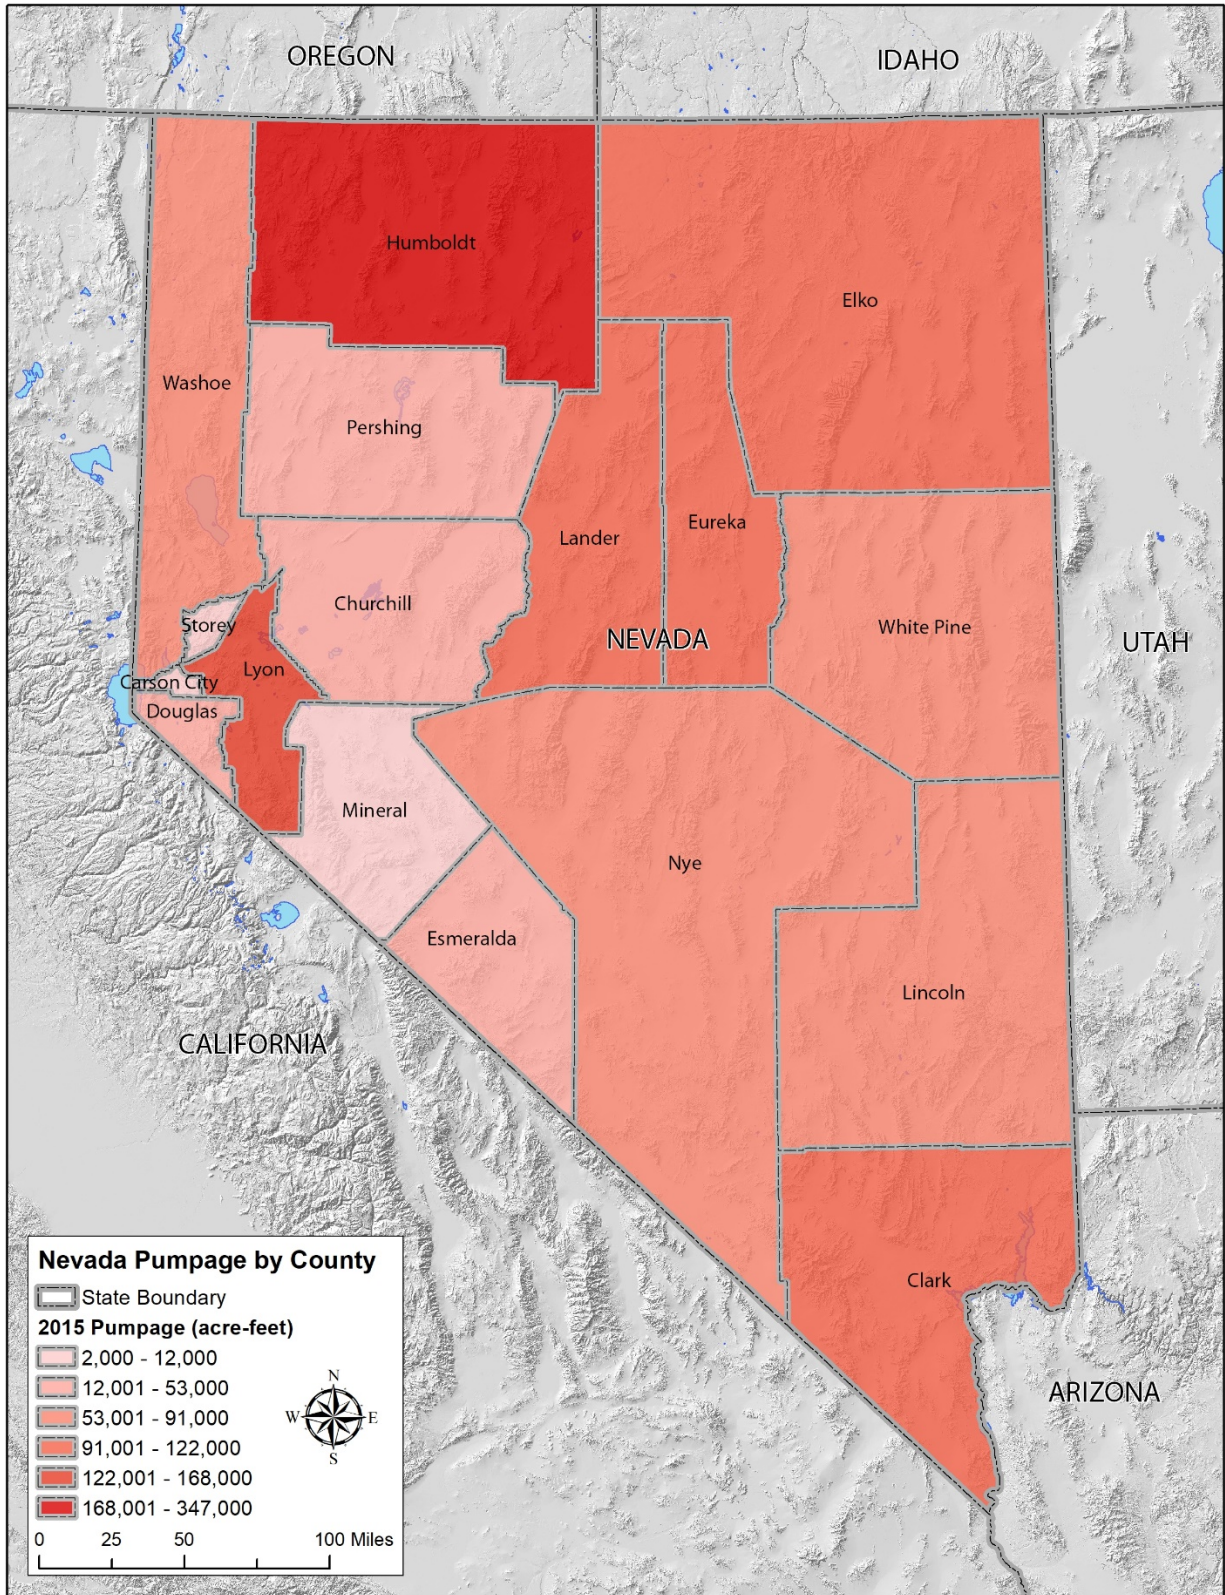 OREGON
IDAHO
Humboldt
Elko
Washoe
Pershing
Lander
Eureka
Churchill
Storey
White Pine
NEVADA
UTAH
Lyon
Carson City
Douglas
Mineral
Nye
Esmeralda
Lincoln
CALIFORNIA
Clark
ARIZONA
Nevada Pumpage by County
State Boundary
2015 Pumpage (acre-feet)
2,000 - 12,000
12,001 - 53,000
53,001 - 91,000
91,001 - 122,000
122,001 - 168,000
168,001 - 347,000
N
W E
S
0 25 50 100 Miles